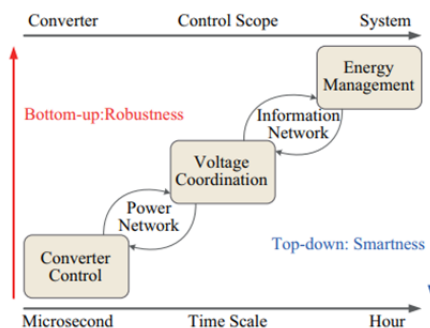 Converter Control Scope System
Energy
Management
Bottom-up:Robustness
Information
Network
Voltage
Coordination
Power
Network
Top-down: Smartness
Converter
Control
Microsecond Time Scale Hour